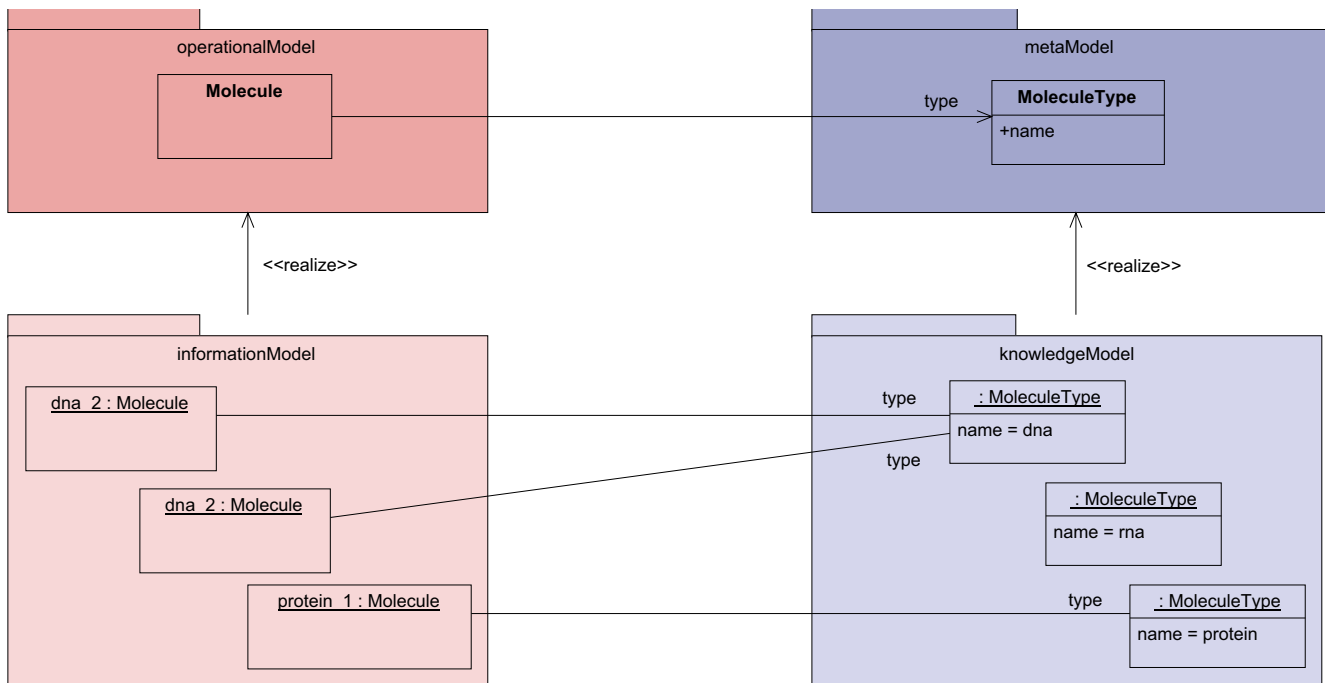 operationalModel
Molecule
type
metaModel
MoleculeType
+name
<<realize>>
<<realize>>
informationModel
knowledgeModel
dna_2 : Molecule
type
: MoleculeType
name = dna
type
dna_2 : Molecule
: MoleculeType
name = rna
protein_1 : Molecule
type
: MoleculeType
name = protein